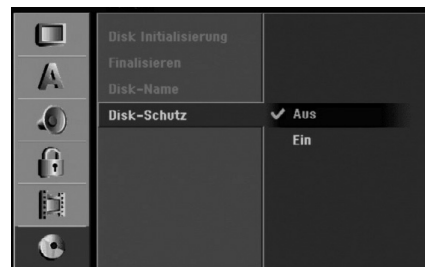 Disk Initialisierung
Finalisieren
Disk-Name
Disk-Schutz ✔ Aus
Ein